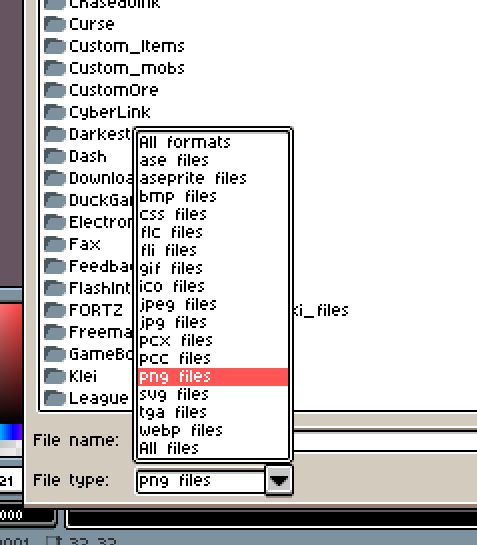 Curse
Custom_Items
Custom_mobs
CustomOre
CyberLink
Darkest
Dash
Downloa
DuckGa
Electron
Fax
Feedba
FlashInt
FORTZ
ki_files
Freema
GameBo
Klei
League
All formats
ase files
aseprite files
bmp files
css files
flc files
fli files
gif files
ico files
jpeg files
jpg files
pcx files
pcc files
png files
svg files
tga files
webp files
All files
File name:
File type:
png files
21
000
0001
32 32